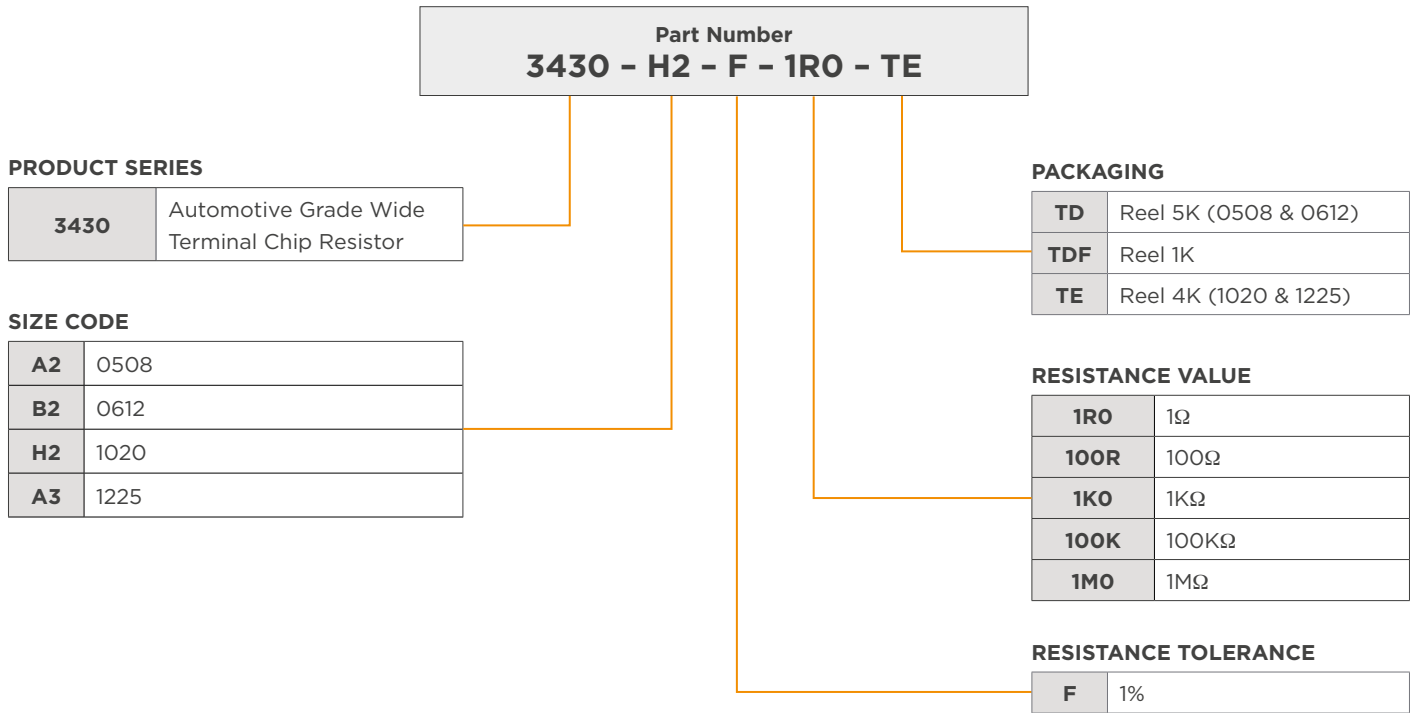 Part Number
3430 – H2 – F – 1R0 – TE
PRODUCT SERIES
3430 Automotive Grade Wide
Terminal Chip Resistor
SIZE CODE
A2 0508
B2 0612
H2 1020
A3 1225
PACKAGING
TD Reel 5K (0508 & 0612)
TDF Reel 1K
TE Reel 4K (1020 & 1225)
RESISTANCE VALUE
1R0 1Ω
100R 100Ω
1K0 1KΩ
100K 100KΩ
1M0 1MΩ
RESISTANCE TOLERANCE
F 1%